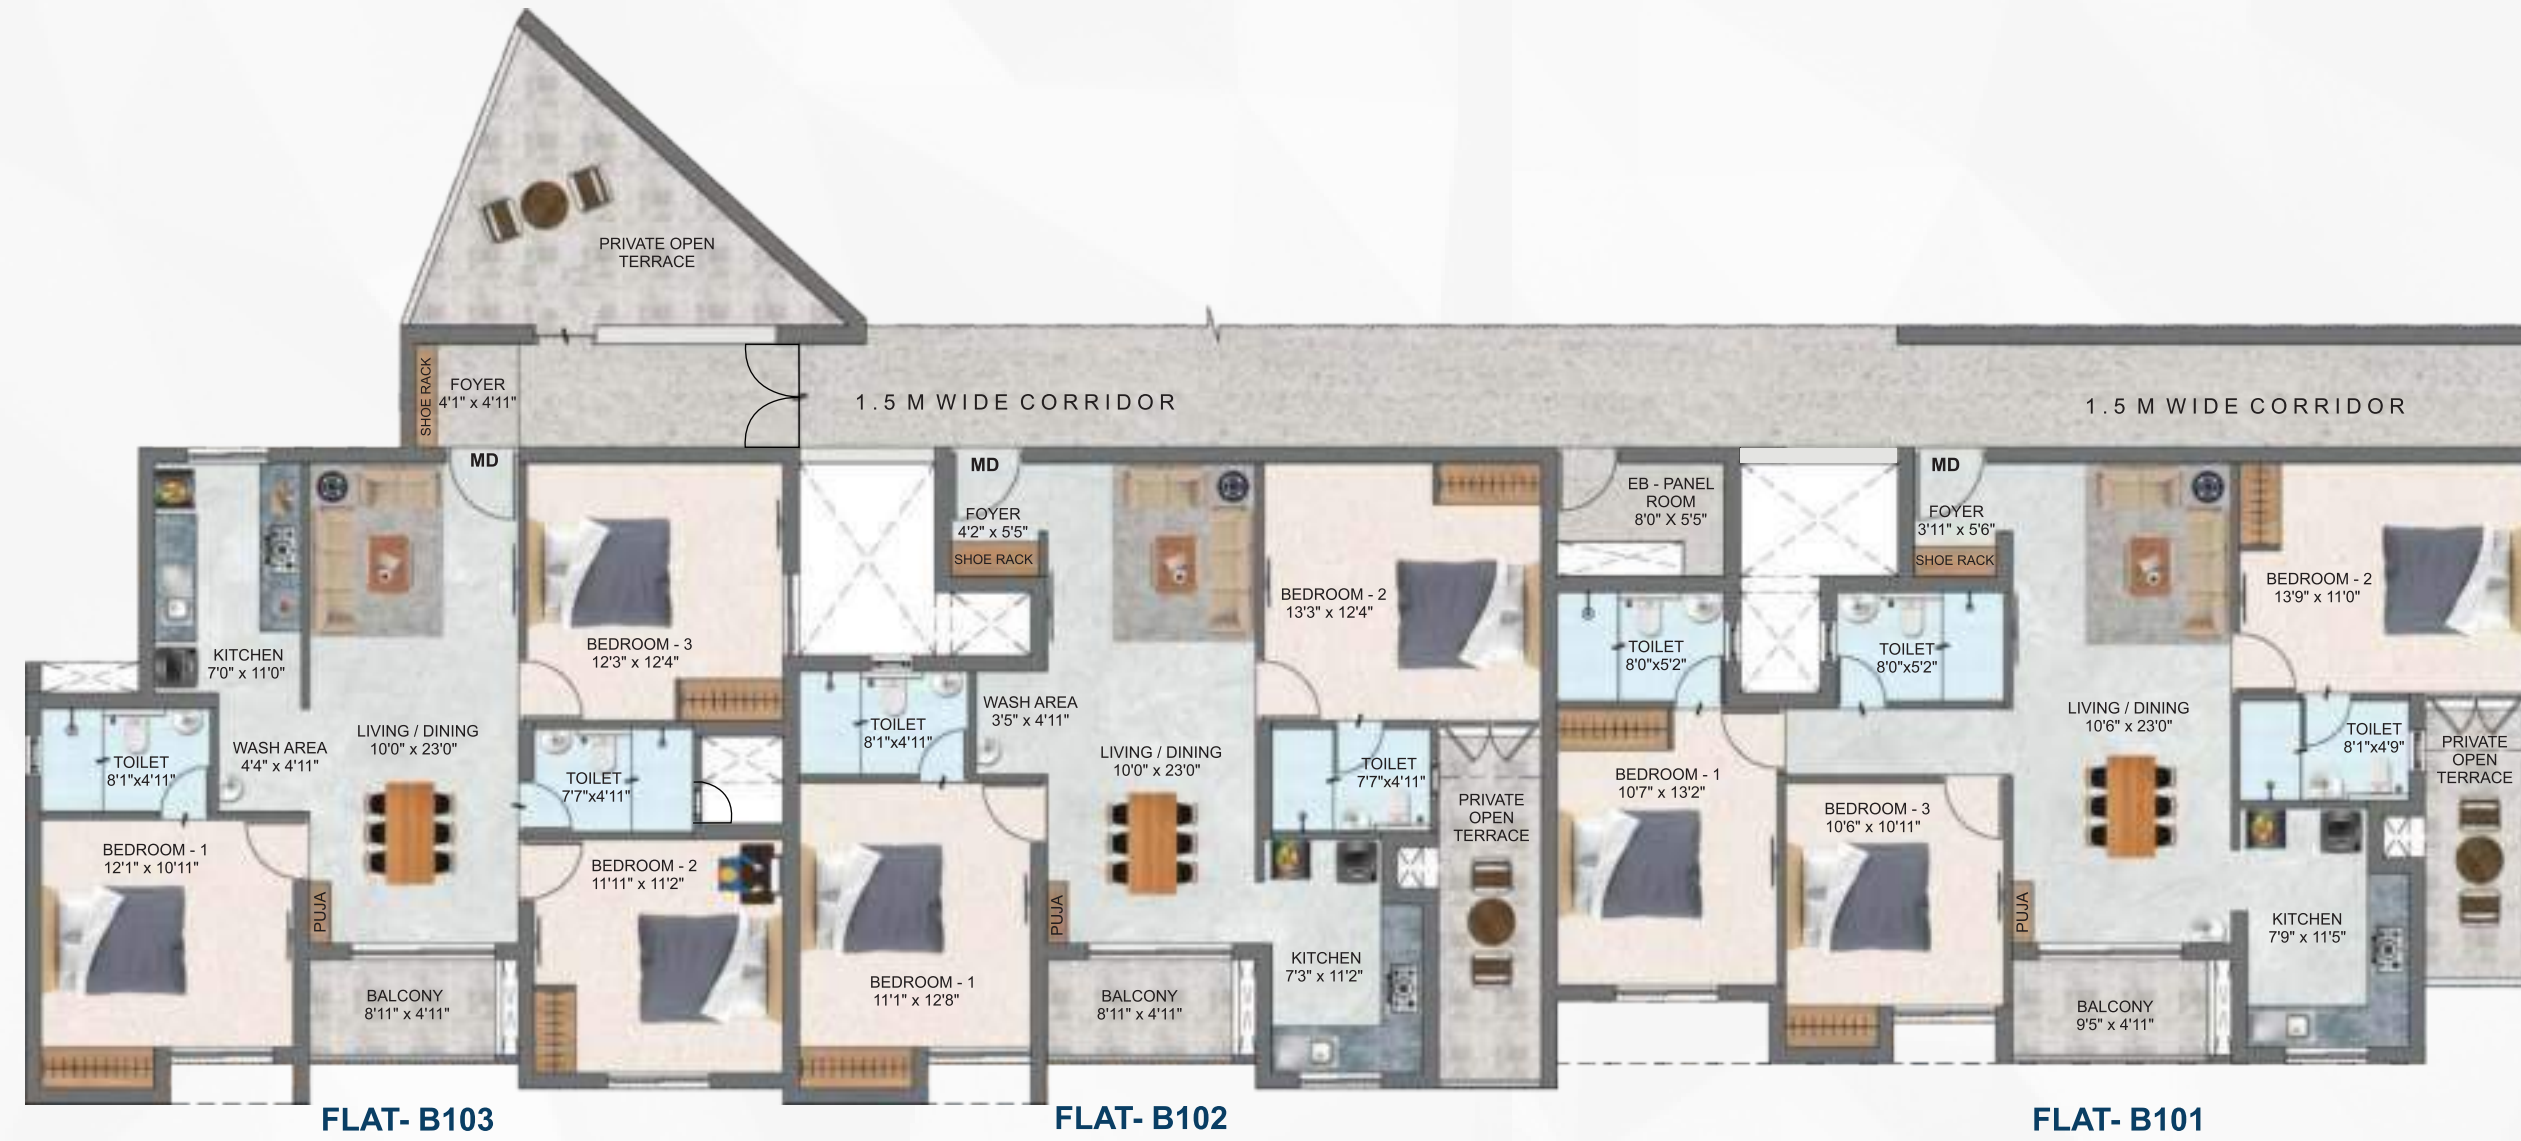 PRIVATE OPEN
TERRACE
SHOE RACK
FOYER
4'1" x 4'11"
1.5 M WIDE CORRIDOR
1.5 M WIDE CORRIDOR
MD
KITCHEN
7'0" x 11'0"
BEDROOM - 3
12'3" x 12'4"
LIVING / DINING
10'0" x 23'0"
WASH AREA
4'4" x 4'11"
TOILET
8'1"x4'11"
TOILET
7'7"x4'11"
BEDROOM - 1
12'1" x 10'11"
BEDROOM - 2
11'11" x 11'2"
PUJA
BALCONY
8'11" x 4'11"
FLAT- B103
MD
FOYER
4'2" x 5'5"
SHOE RACK
BEDROOM - 2
13'3" x 12'4"
WASH AREA
3'5" x 4'11"
TOILET
8'1"x4'11"
LIVING / DINING
10'0" x 23'0"
TOILET
7'7"x4'11"
PRIVATE
OPEN
TERRACE
PUJA
KITCHEN
7'3" x 11'2"
BEDROOM - 1
11'1" x 12'8"
BALCONY
8'11" x 4'11"
FLAT- B102
EB - PANEL
ROOM
8'0" X 5'5"
MD
FOYER
3'11" x 5'6"
SHOE RACK
BEDROOM - 2
13'9" x 11'0"
TOILET
8'0"x5'2"
TOILET
8'0"x5'2"
LIVING / DINING
10'6" x 23'0"
TOILET
8'1"x4'9"
PRIVATE
OPEN
TERRACE
BEDROOM - 1
10'7" x 13'2"
BEDROOM - 3
10'6" x 10'11"
PUJA
KITCHEN
7'9" x 11'5"
BALCONY
9'5" x 4'11"
FLAT- B101